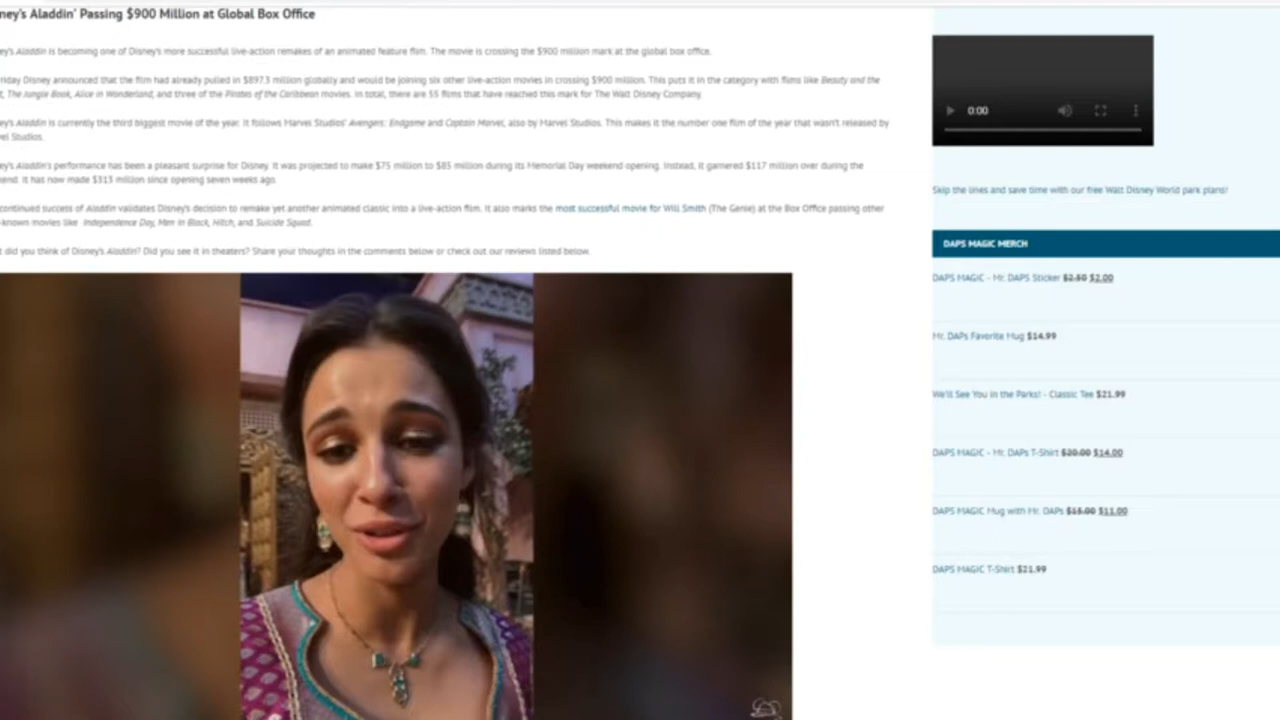 ney's Aladdin' Passing $900 Million at Global Box Office
ey's Aladdin is becoming one of Disney's more successful live-action remakes of an animated feature film. The movie is crossing the $900 million mark at the global box office.
riday Disney announced that the film had already pulled in $897.3 million globally and would be joining six other live-action movies in crossing $900 million. This puts it in the category with films like Beauty and the
t, The Jungle Book, Alice in Wonderland, and three of the Pirates of the Caribbean movies. In total, there are 55 films that have reached this mark for The Walt Disney Company.
ey's Aladdin is currently the third biggest movie of the year. It follows Marvel Studios' Avengers: Endgame and Captain Marvel, also by Marvel Studios. This makes it the number one film of the year that wasn't released by
vel Studios.
ey's Aladdin's performance has been a pleasant surprise for Disney. It was projected to make $75 million to $85 million during its Memorial Day weekend opening. Instead, it garnered $117 million over during the
kend. It has now made $313 million since opening seven weeks ago.
continued success of Aladdin validates Disney's decision to remake yet another animated classic into a live-action film. It also marks the most successful movie for Will Smith (The Genie) at the Box Office passing other
-known movies like Independence Day, Men in Black, Hitch, and Suicide Squad.
t did you think of Disney's Aladdin? Did you see it in theaters? Share your thoughts in the comments below or check out our reviews listed below.
0:00
Skip the lines and save time with our free Walt Disney World park plans!
DAPS MAGIC MERCH
DAPS MAGIC - Mr. DAPS Sticker $2.50 $2.00
Mr. DAPs Favorite Mug $14.99
We'll See You in the Parks! - Classic Tee $21.99
DAPS MAGIC - Mr. DAPs T-Shirt $20.00 $14.00
DAPS MAGIC Mug with Mr. DAPs $15.00 $11.00
DAPS MAGIC T-Shirt $21.99